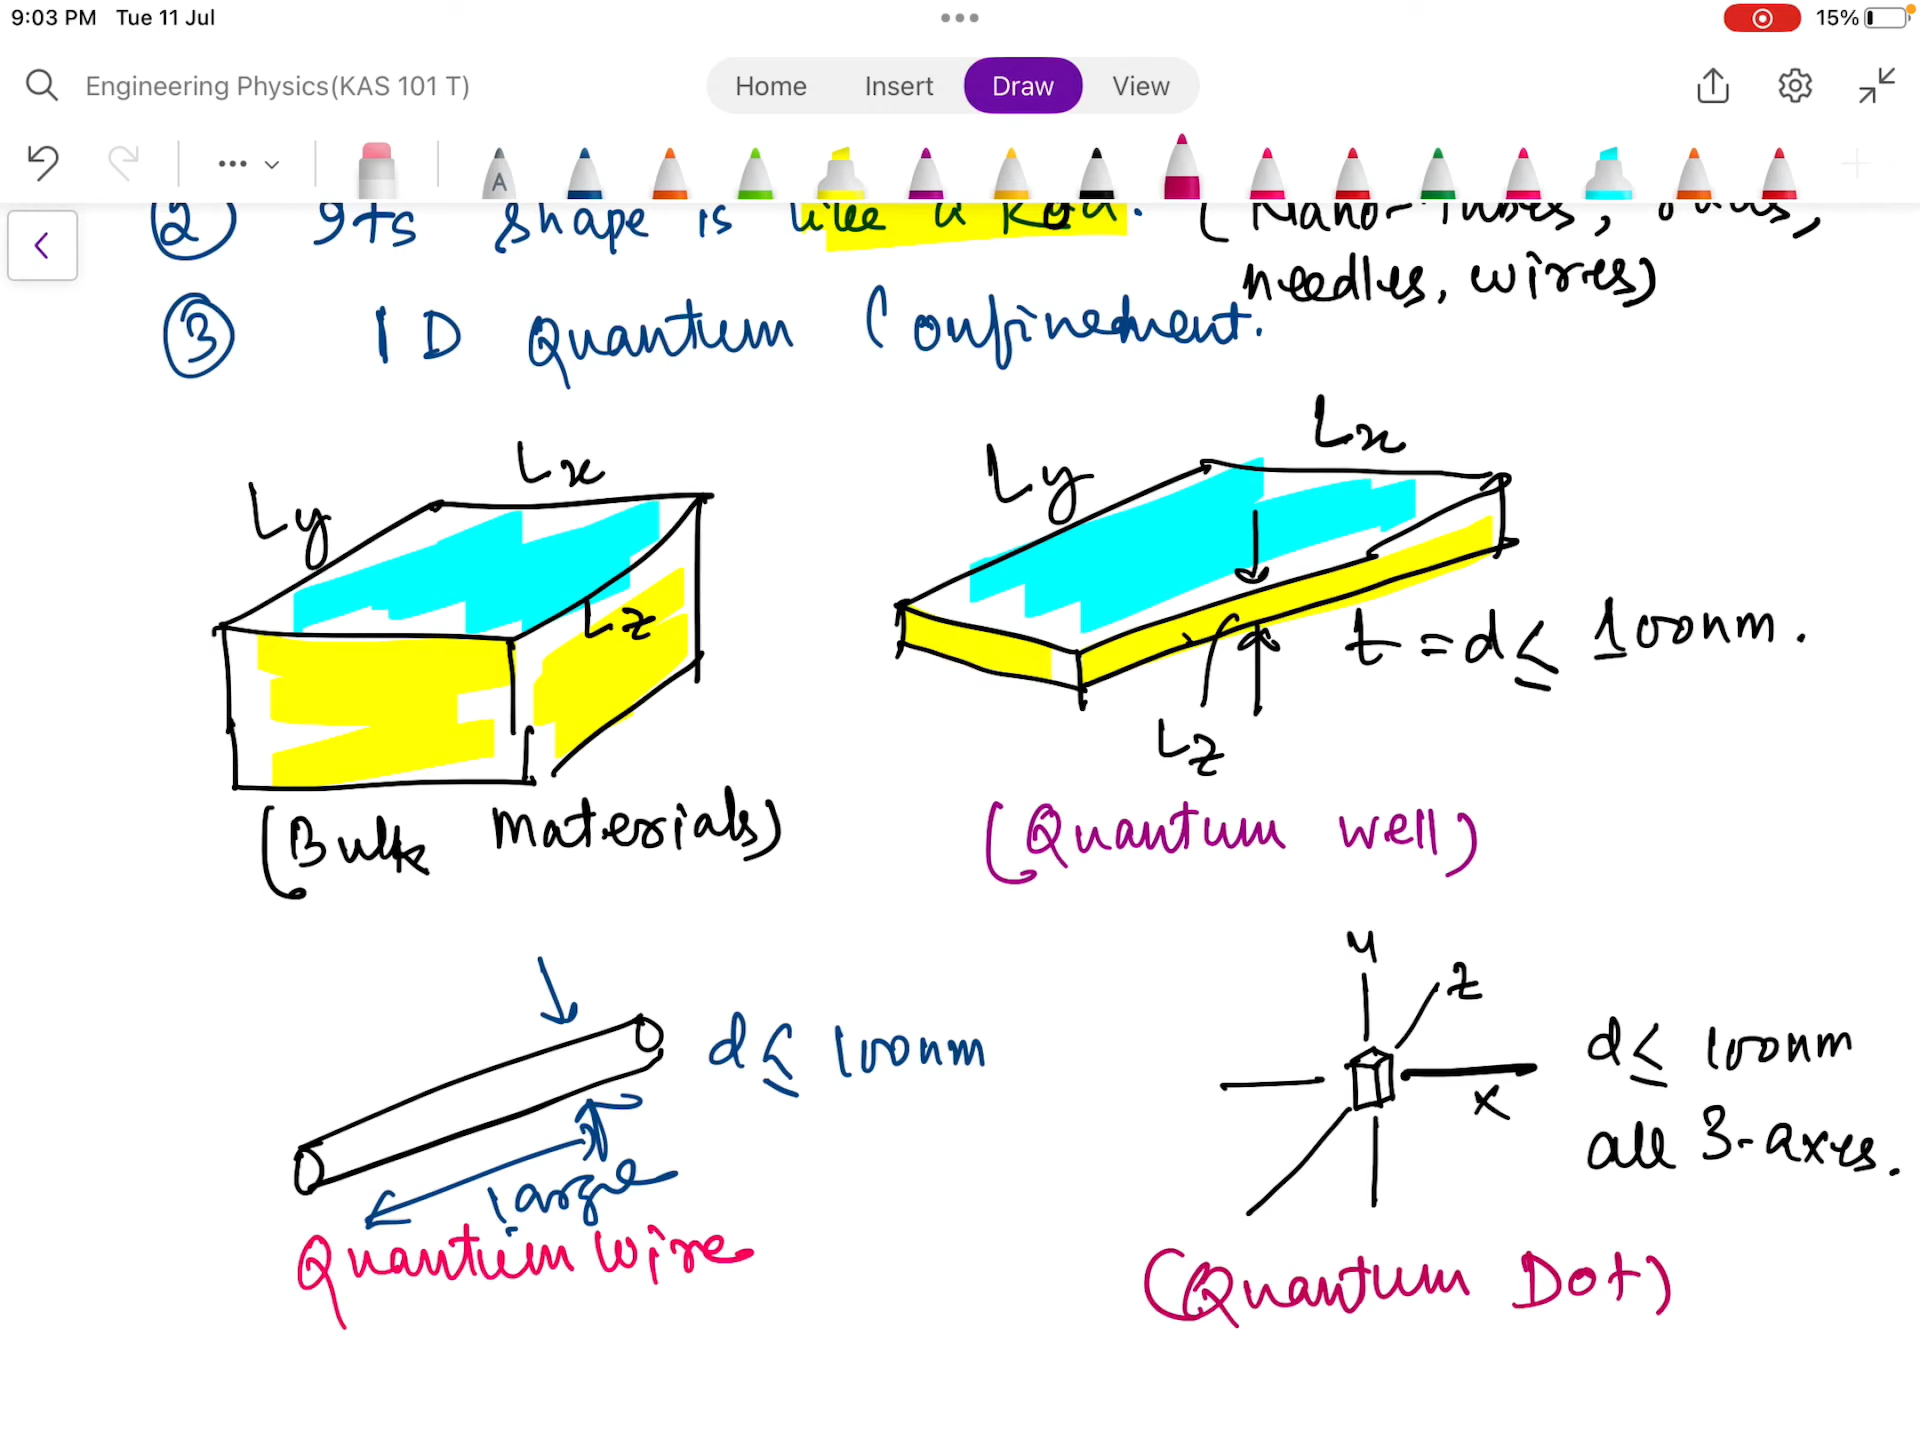 9:03 PM Tue 11 Jul
15%
Engineering Physics(KAS 101 T)
Home Insert Draw View
A
② Its shape is like a Rod. (Nano-Tubes,
needles, wires)
③ 1D Quantum Confinement.
Ly Lx
Lz
(Bulk Materials)
Ly Lx
t = d ≤ 100nm.
Lz
(Quantum well)
d ≤ 100nm
large
Quantum wire
y
z
x
d ≤ 100nm
all 3-axes.
(Quantum Dot)